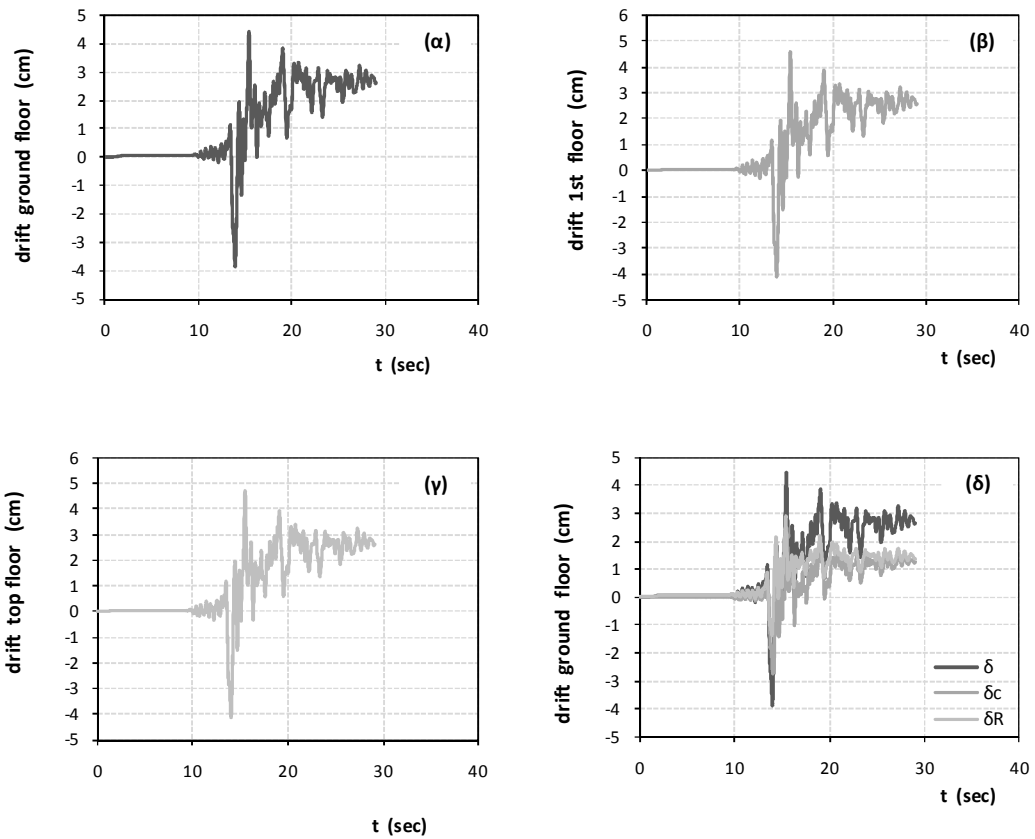 (α)
drift ground floor (cm)
5
4
3
2
1
0
-1
-2
-3
-4
-5
0 10 20 30 40
t (sec)
(β)
drift 1st floor (cm)
6
5
4
3
2
1
0
-1
-2
-3
-4
-5
0 10 20 30 40
t (sec)
(γ)
drift top floor (cm)
6
5
4
3
2
1
0
-1
-2
-3
-4
-5
0 10 20 30 40
t (sec)
(δ)
drift ground floor (cm)
5
4
3
2
1
0
-1
-2
-3
-4
-5
δ
δc
δR
0 10 20 30 40
t (sec)